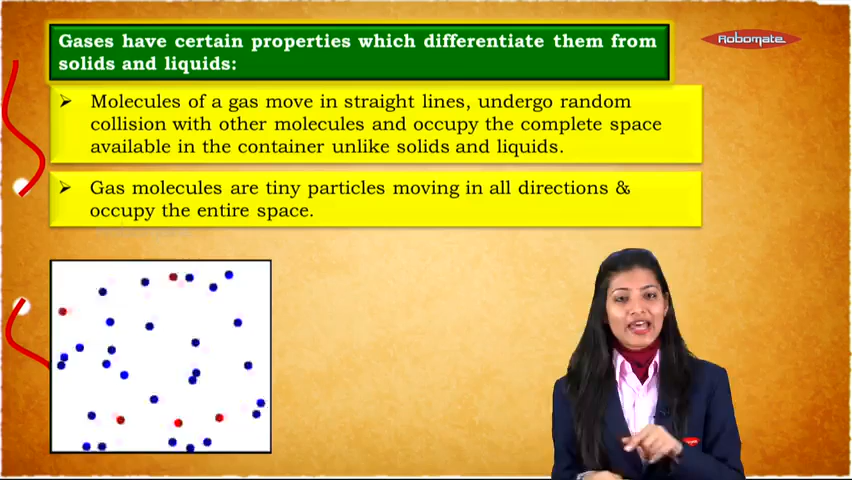 Gases have certain properties which differentiate them from
solids and liquids:
Robomate
➢ Molecules of a gas move in straight lines, undergo random
collision with other molecules and occupy the complete space
available in the container unlike solids and liquids.
➢ Gas molecules are tiny particles moving in all directions &
occupy the entire space.